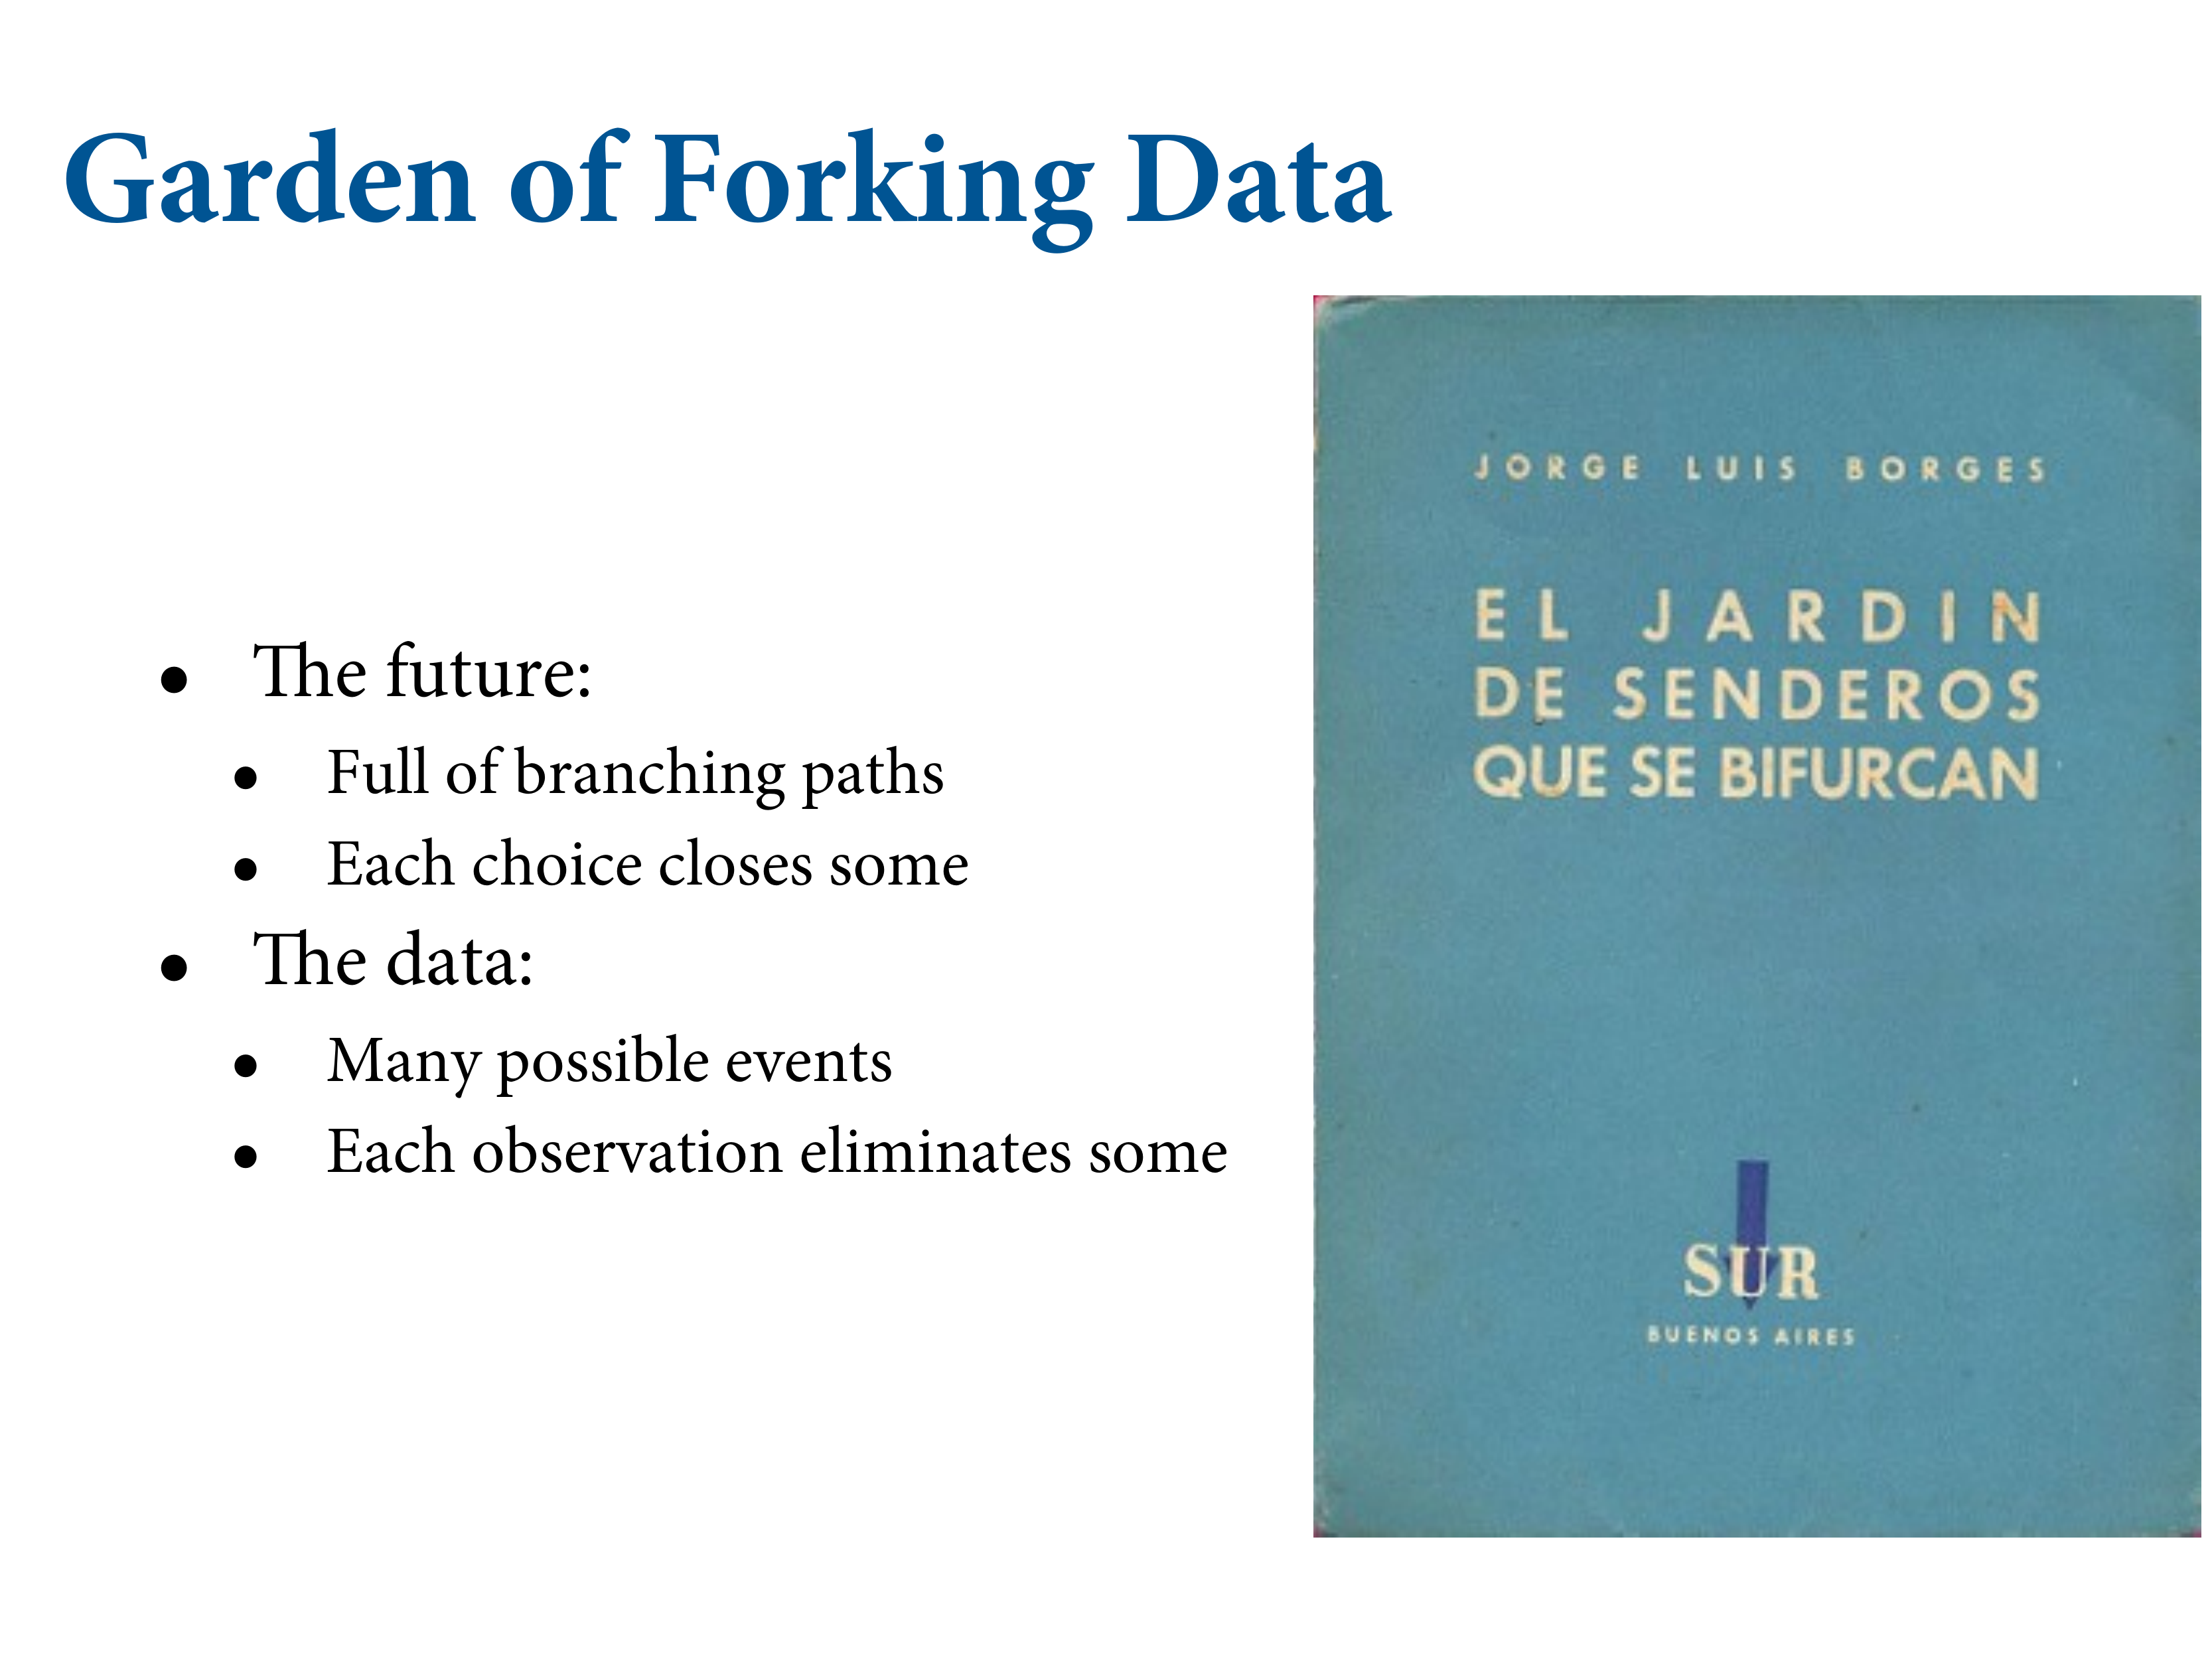 Garden of Forking Data
• The future:
• Full of branching paths
• Each choice closes some
• The data:
• Many possible events
• Each observation eliminates some
JORGE LUIS BORGES
EL JARDIN
DE SENDEROS
QUE SE BIFURCAN
SUR
BUENOS AIRES